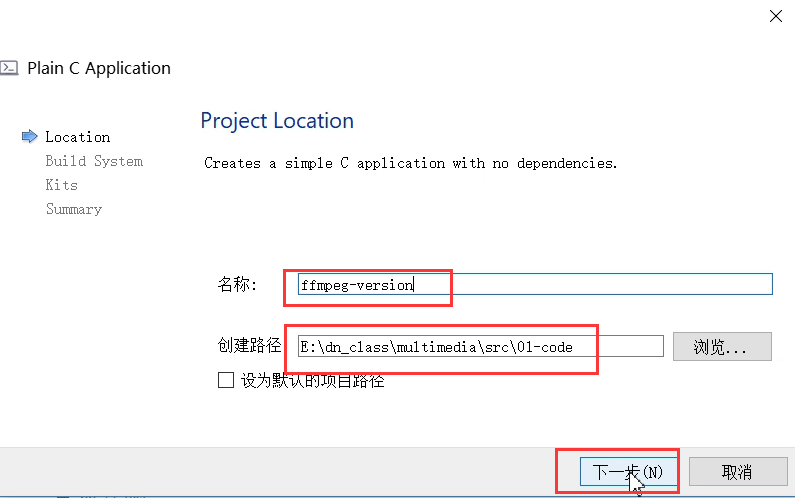 Plain C Application
Location
Build System
Kits
Summary
Project Location
Creates a simple C application with no dependencies.
名称: ffmpeg-version
创建路径 E:\dn_class\multimedia\src\01-code 浏览...
设为默认的项目路径
下一步(N) 取消